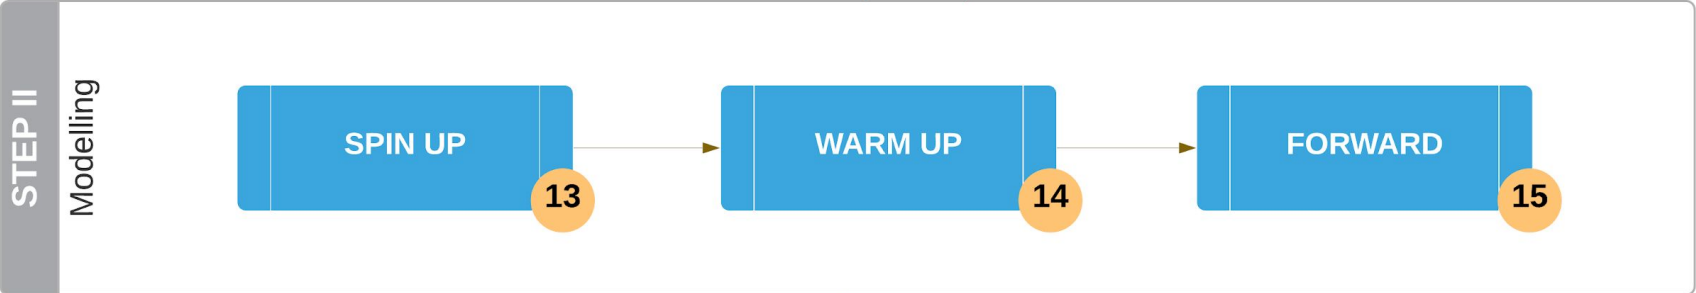 STEP II
Modelling
SPIN UP
13
WARM UP
14
FORWARD
15